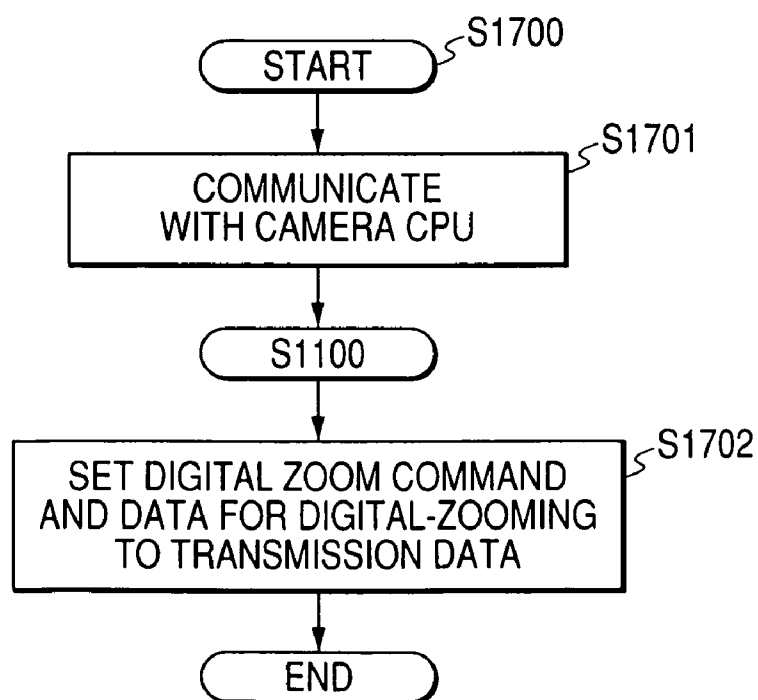 START
S1700
S1701
COMMUNICATE
WITH CAMERA CPU
S1100
S1702
SET DIGITAL ZOOM COMMAND
AND DATA FOR DIGITAL-ZOOMING
TO TRANSMISSION DATA
END